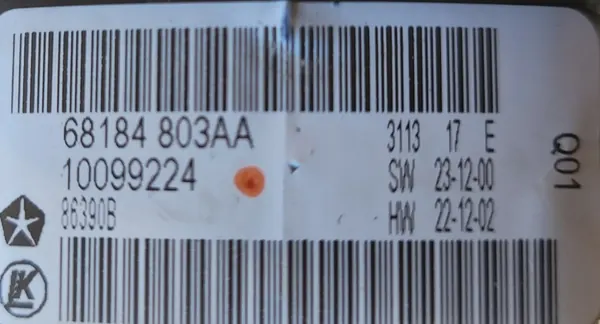 68184 803AA 3113 17 E
10099224 SW 23-12-00
86390B HW 22-12-02
Q01
K